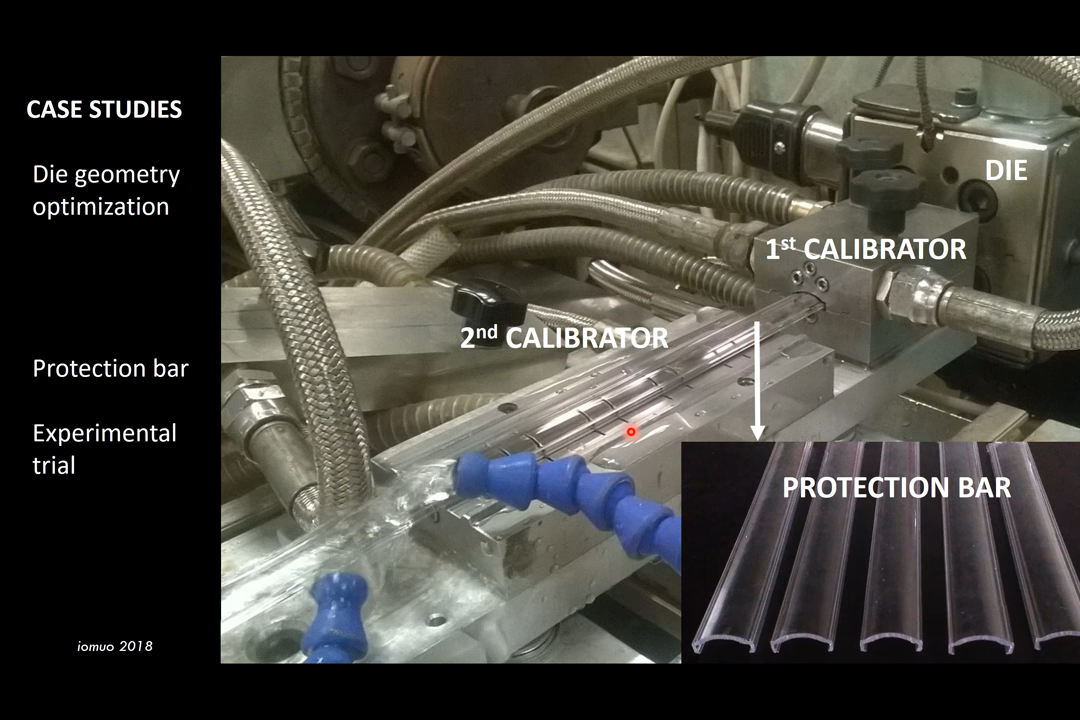 CASE STUDIES
Die geometry
optimization
Protection bar
Experimental
trial
iomuo 2018
DIE
1st CALIBRATOR
2nd CALIBRATOR
PROTECTION BAR